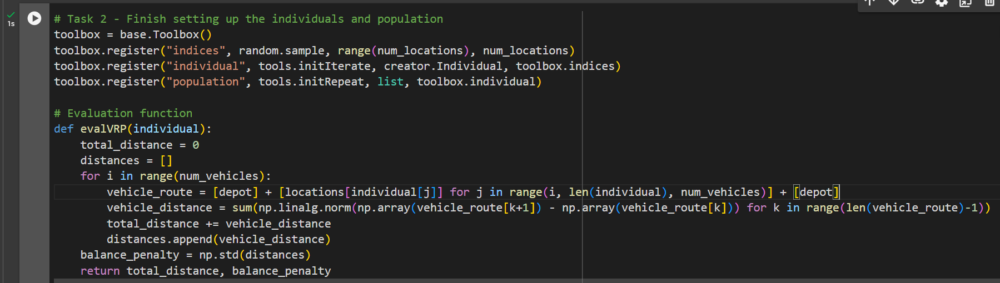 1s
# Task 2 - Finish setting up the individuals and population
toolbox = base.Toolbox()
toolbox.register("indices", random.sample, range(num_locations), num_locations)
toolbox.register("individual", tools.initIterate, creator.Individual, toolbox.indices)
toolbox.register("population", tools.initRepeat, list, toolbox.individual)
# Evaluation function
def evalVRP(individual):
    total_distance = 0
    distances = []
    for i in range(num_vehicles):
        vehicle_route = [depot] + [locations[individual[j]] for j in range(i, len(individual), num_vehicles)] + [depot]
        vehicle_distance = sum(np.linalg.norm(np.array(vehicle_route[k+1]) - np.array(vehicle_route[k])) for k in range(len(vehicle_route)-1))
        total_distance += vehicle_distance
        distances.append(vehicle_distance)
    balance_penalty = np.std(distances)
    return total_distance, balance_penalty